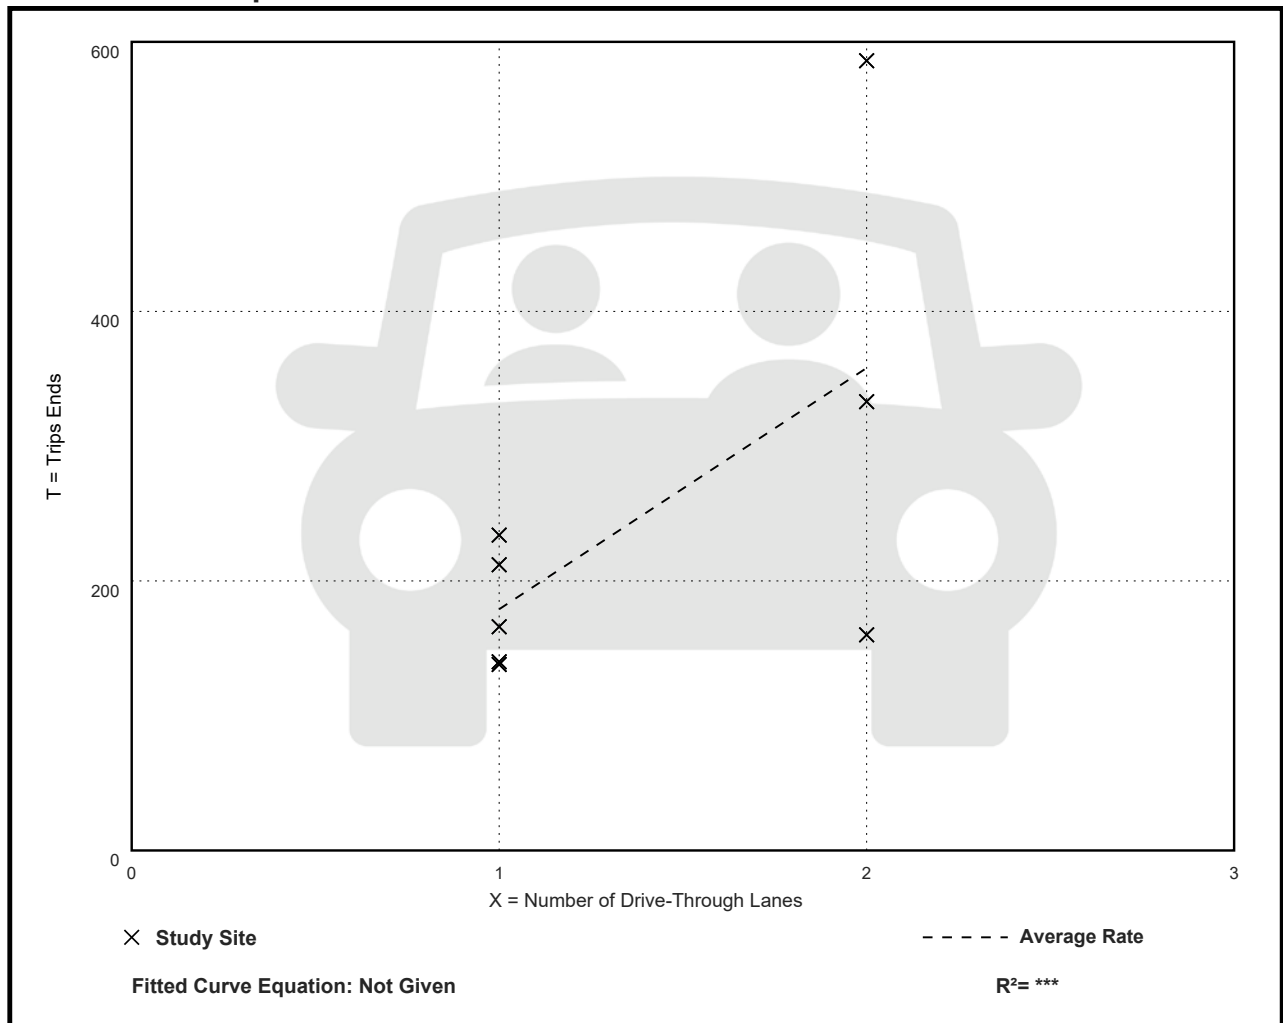 600
400
200
0
T = Trips Ends
0 1 2 3
X = Number of Drive-Through Lanes
Study Site
Average Rate
Fitted Curve Equation: Not Given
R²= ***